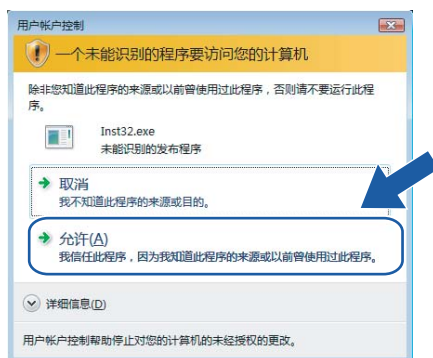 用户帐户控制
一个未能识别的程序要访问您的计算机
除非您知道此程序的来源或以前曾使用过此程序，否则请不要运行此程
序。
Inst32.exe
未能识别的发布程序
取消
我不知道此程序的来源或目的。
允许(A)
我信任此程序，因为我知道此程序的来源或以前曾使用过此程序。
详细信息(D)
用户帐户控制帮助停止对您的计算机的未经授权的更改。